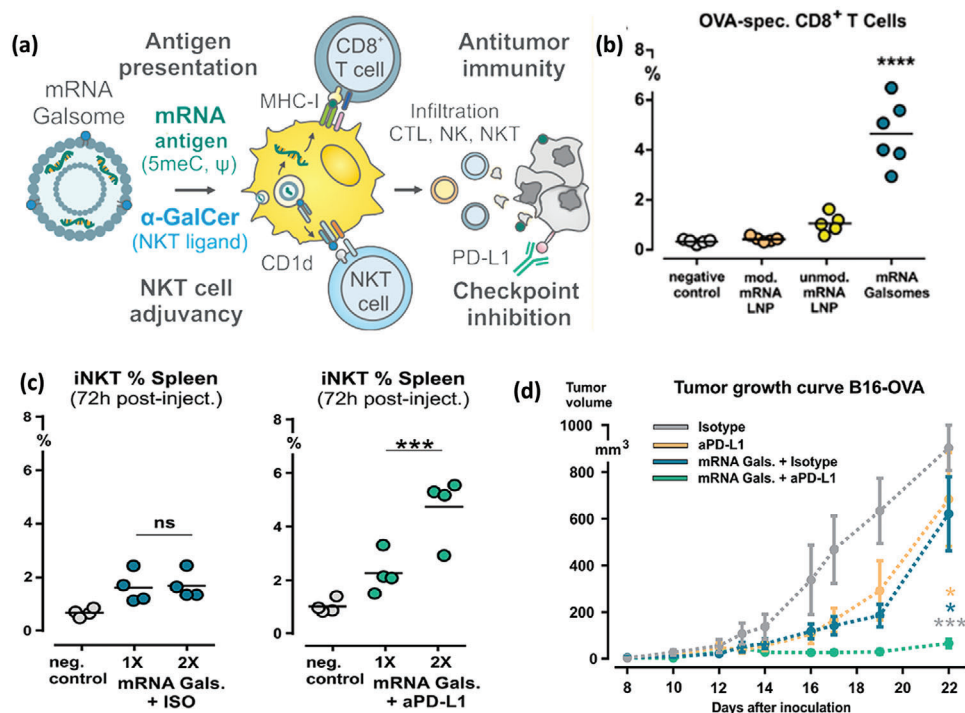 (a)
Antigen
presentation
CD8⁺
T cell
Antitumor
immunity
mRNA
Galsome
MHC-I
mRNA
antigen
(5meC, ψ)
Infiltration
CTL, NK, NKT
α-GalCer
(NKT ligand)
CD1d
PD-L1
NKT cell
adjuvancy
NKT
cell
Checkpoint
inhibition
(b)
OVA-spec. CD8⁺ T Cells
8
%
****
6
4
2
0
negative
control
mod.
mRNA
LNP
unmod.
mRNA
LNP
mRNA
Galsomes
(c)
iNKT % Spleen
(72h post-inject.)
8
%
6
4
ns
2
0
neg.
control
1X
2X
mRNA Gals.
+ ISO
iNKT % Spleen
(72h post-inject.)
8
%
***
6
4
2
0
neg.
control
1X
2X
mRNA Gals.
+ aPD-L1
(d)
Tumor
volume
Tumor growth curve B16-OVA
1000
mm³
Isotype
aPD-L1
mRNA Gals. + Isotype
mRNA Gals. + aPD-L1
800
600
400
200
0
*
*
***
8
10
12
14
16
18
20
22
Days after inoculation